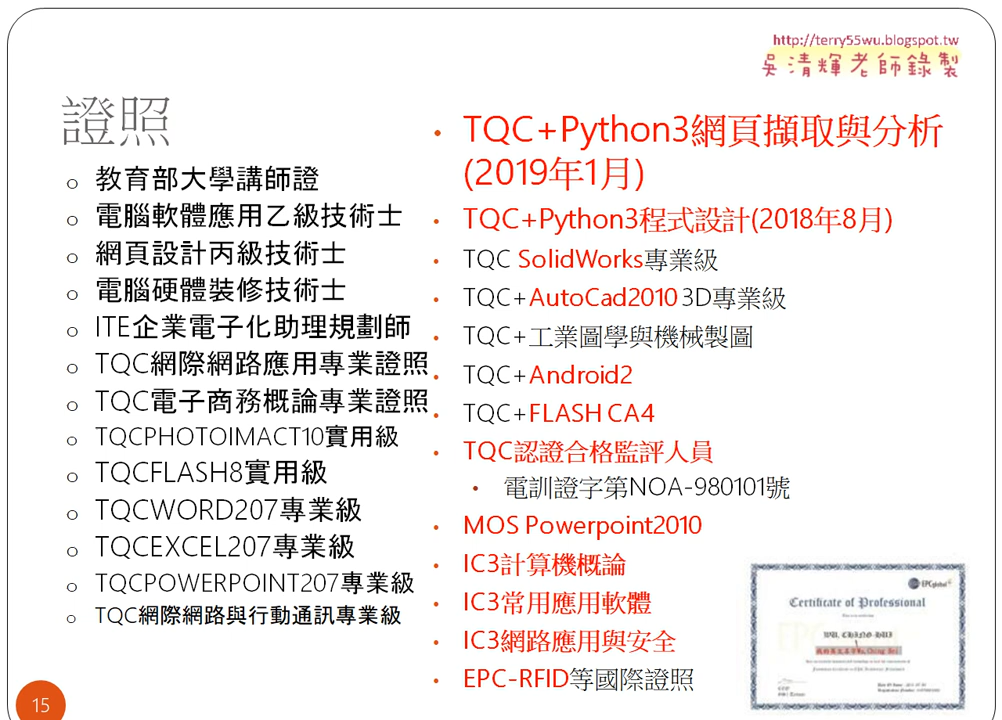 http://terry55wu.blogspot.tw
吳清輝老師錄製
證照
教育部大學講師證
電腦軟體應用乙級技術士
網頁設計丙級技術士
電腦硬體裝修技術士
ITE企業電子化助理規劃師
TQC網際網路應用專業證照
TQC電子商務概論專業證照
TQCPHOTOIMACT10實用級
TQCFLASH8實用級
TQCWORD207專業級
TQCEXCEL207專業級
TQCPOWERPOINT207專業級
TQC網際網路與行動通訊專業級
TQC+Python3網頁擷取與分析
(2019年1月)
TQC+Python3程式設計(2018年8月)
TQC SolidWorks專業級
TQC+AutoCad2010 3D專業級
TQC+工業圖學與機械製圖
TQC+Android2
TQC+FLASH CA4
TQC認證合格監評人員
電訓證字第NOA-980101號
MOS Powerpoint2010
IC3計算機概論
IC3常用應用軟體
IC3網路應用與安全
EPC-RFID等國際證照
EPCglobal
Certificate of Professional
WU, CHING-HUI
15